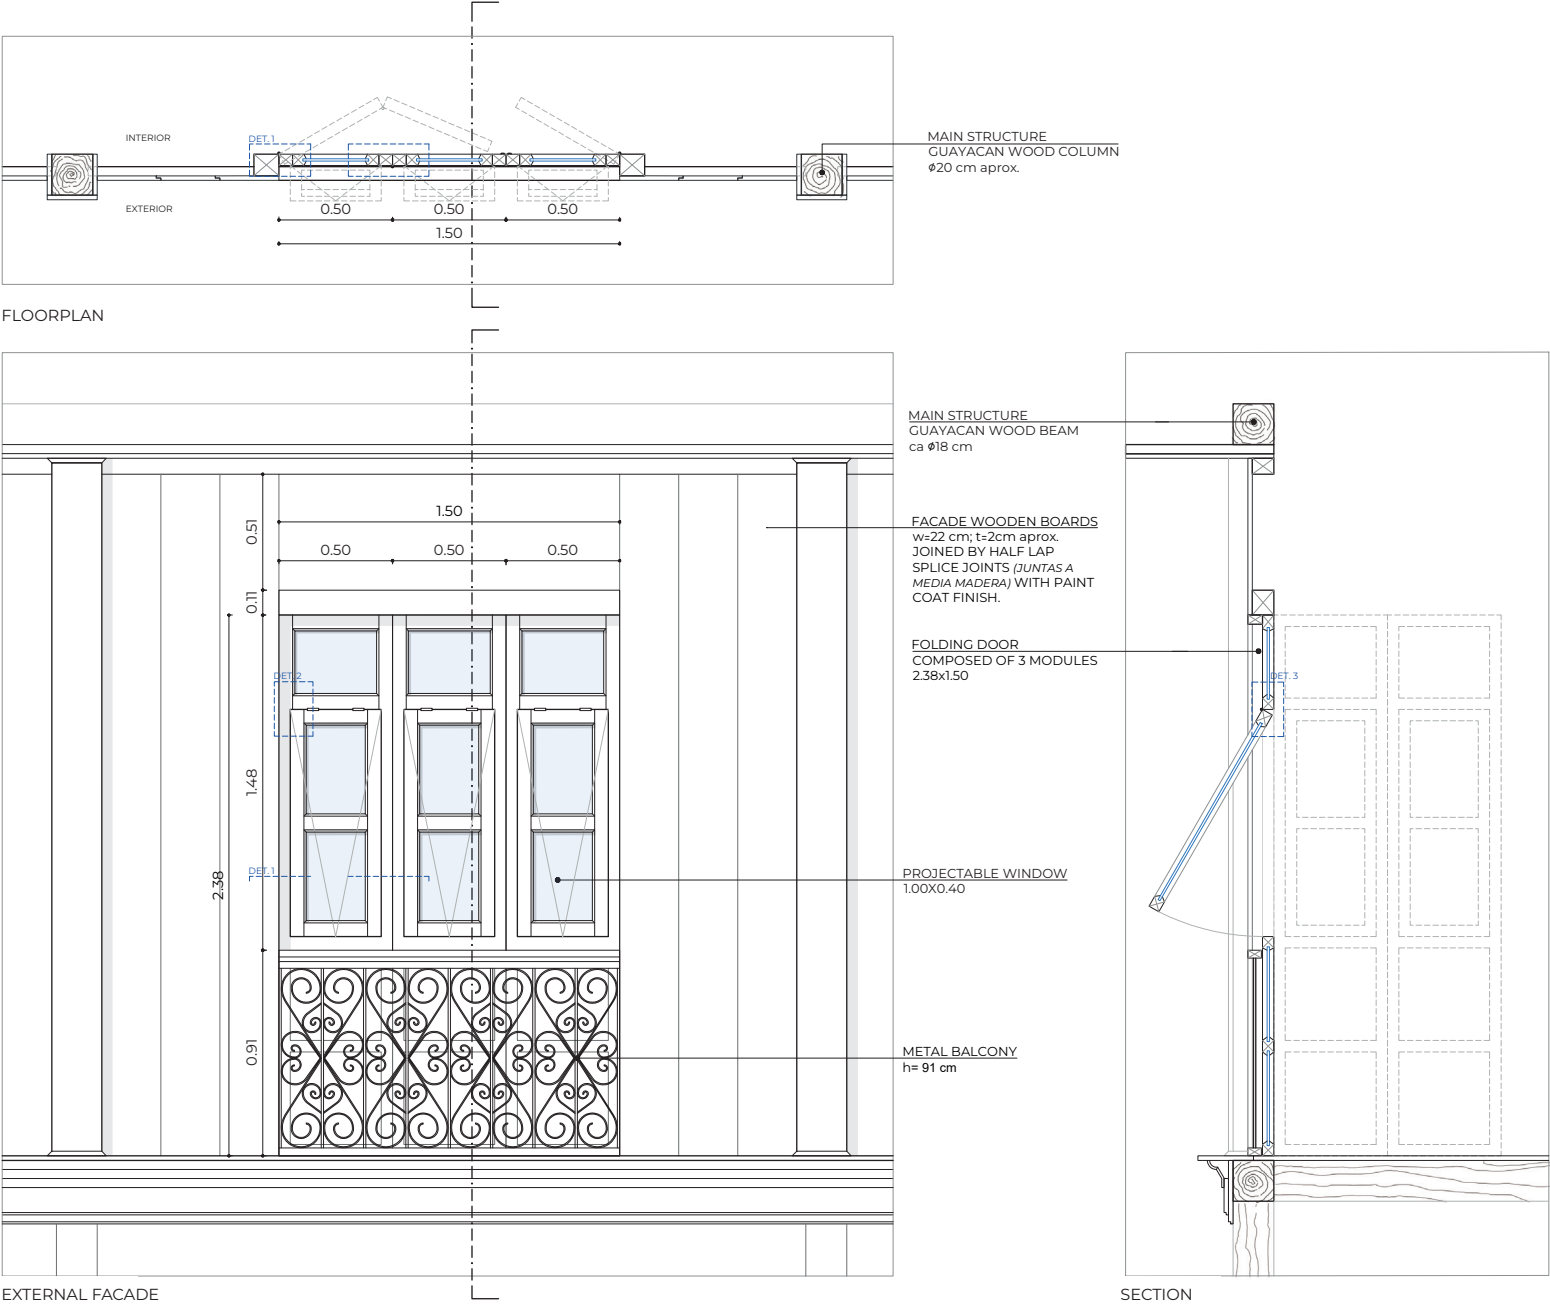 INTERIOR
DET. 1
EXTERIOR
0.50
0.50
0.50
1.50
MAIN STRUCTURE
GUAYACAN WOOD COLUMN
ø20 cm aprox.
FLOORPLAN
MAIN STRUCTURE
GUAYACAN WOOD BEAM
ca ø18 cm
0.51
1.50
0.50
0.50
0.50
FACADE WOODEN BOARDS
w=22 cm; t=2cm aprox.
JOINED BY HALF LAP
SPLICE JOINTS (JUNTAS A
MEDIA MADERA) WITH PAINT
COAT FINISH.
0.11
FOLDING DOOR
COMPOSED OF 3 MODULES
2.38x1.50
DET. 2
DET. 3
1.48
2.38
DET. 1
PROJECTABLE WINDOW
1.00X0.40
0.91
METAL BALCONY
h= 91 cm
EXTERNAL FACADE
SECTION